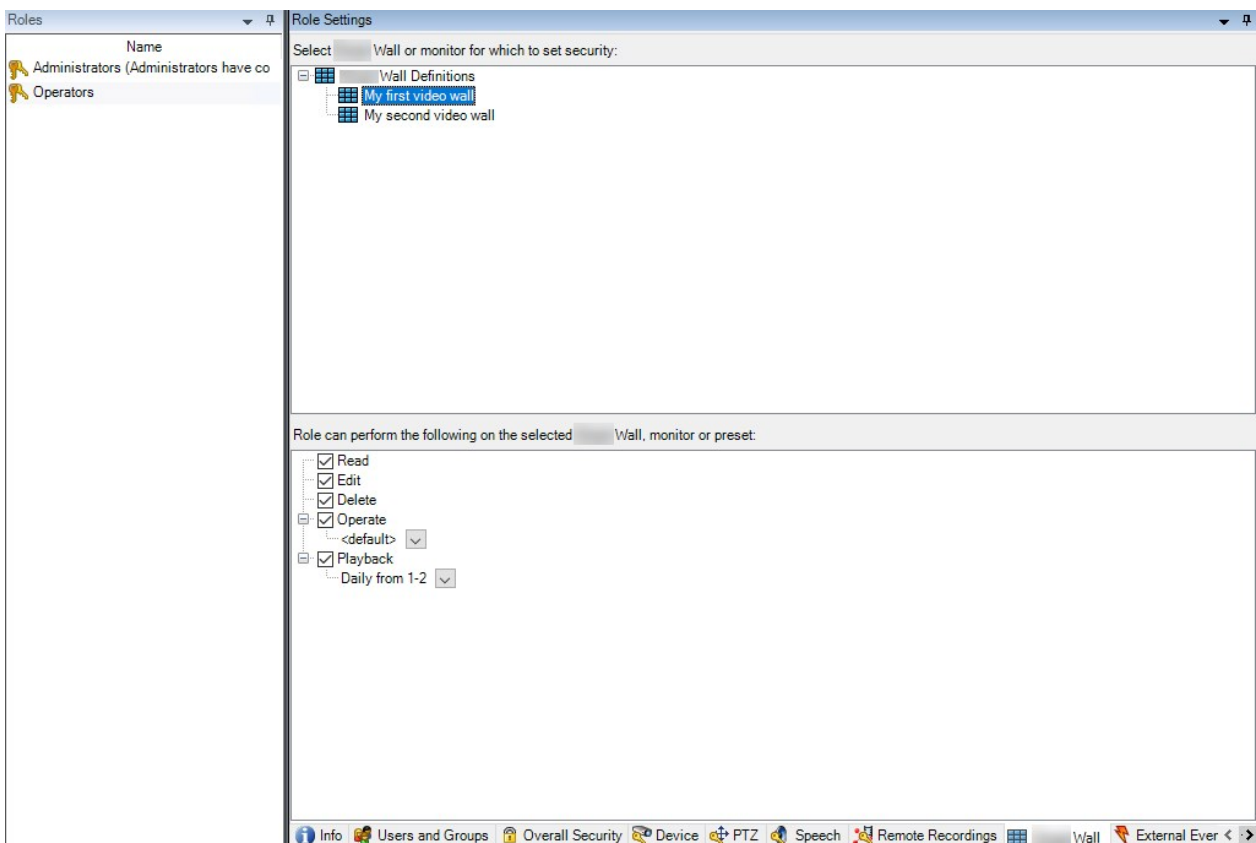 Roles
Name
Administrators (Administrators have co
Operators
Role Settings
Select Wall or monitor for which to set security:
Wall Definitions
My first video wall
My second video wall
Role can perform the following on the selected Wall, monitor or preset:
Read
Edit
Delete
Operate
<default>
Playback
Daily from 1-2
Info Users and Groups Overall Security Device PTZ Speech Remote Recordings Wall External Ever